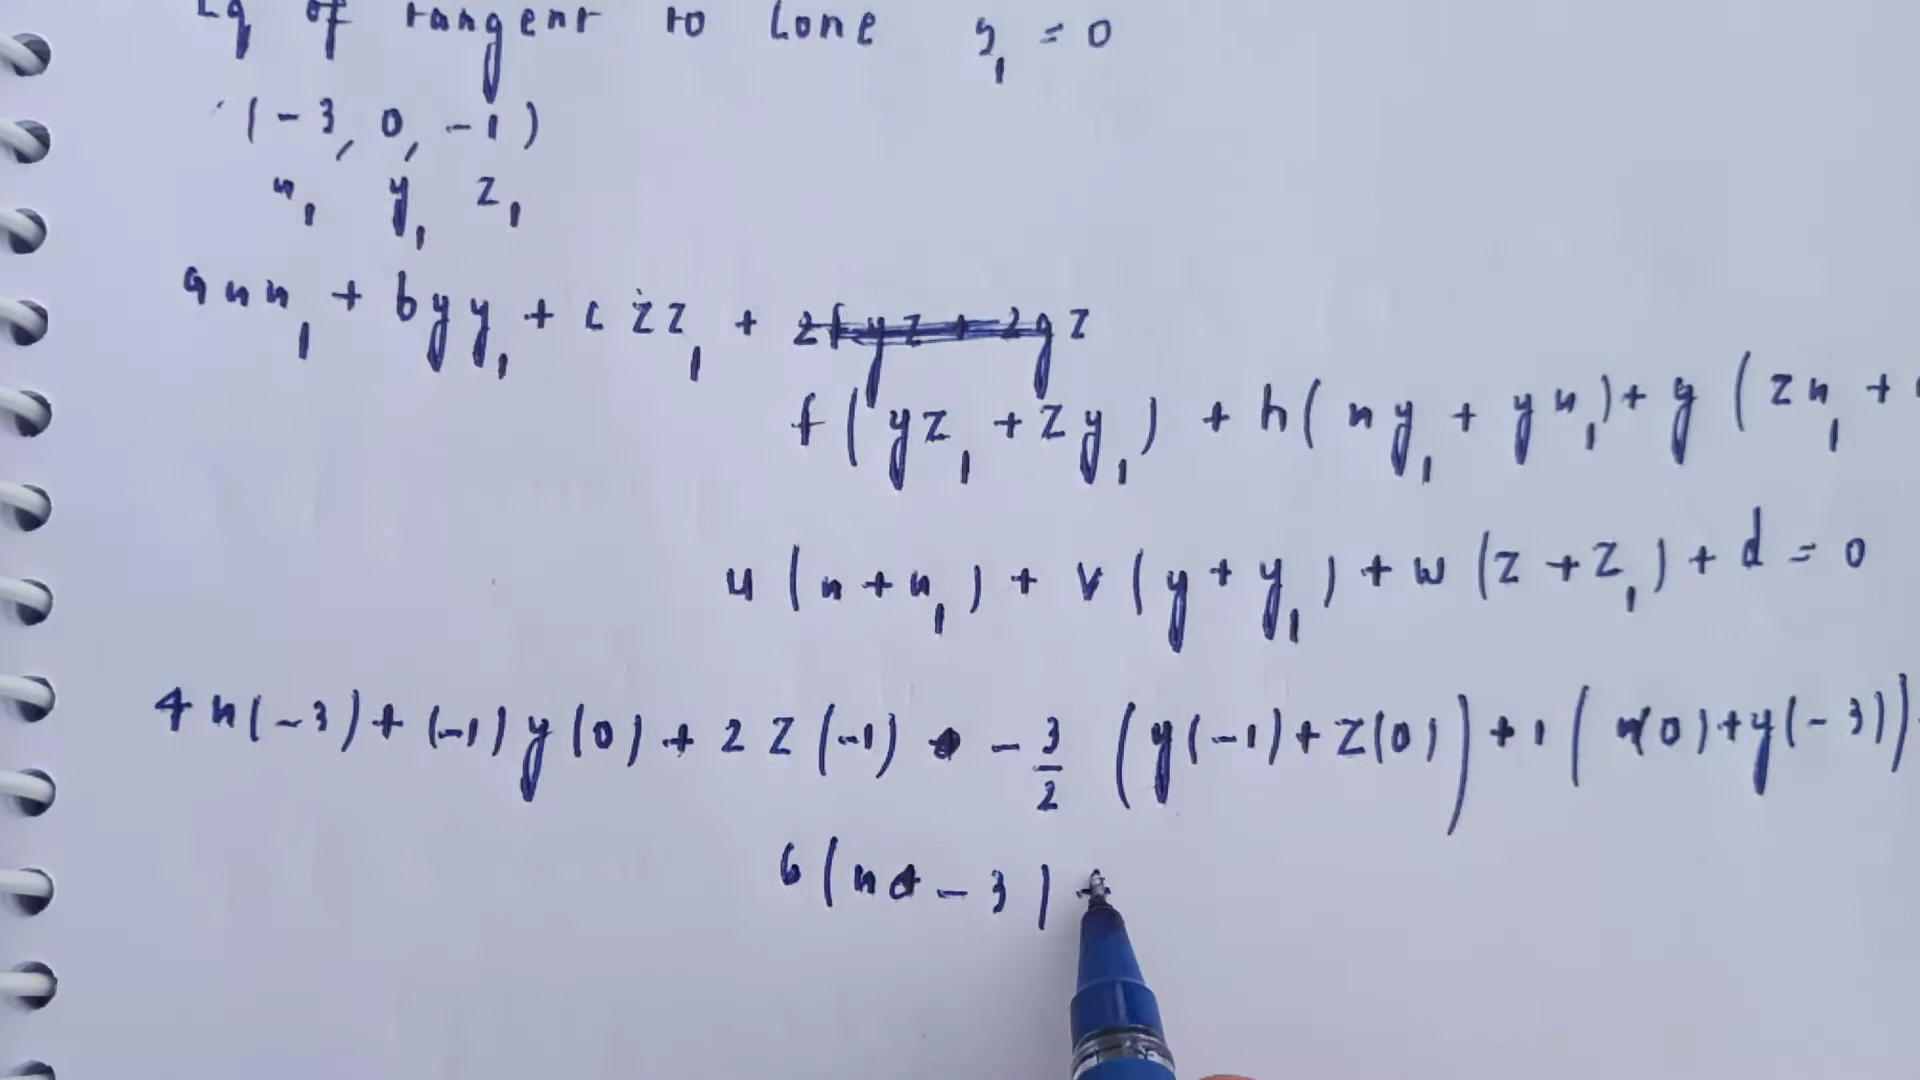 Eq of tangent to Cone S₁ = 0
(-3, 0, -1)
x₁ y₁ z₁
axx₁ + byy₁ + czz₁ + 2fyz + 2gz
f(yz₁ + zy₁) + h(xy₁ + yx₁) + g(zx₁ +
u(x + x₁) + v(y + y₁) + w(z + z₁) + d = 0
4x(-3) + (-1)y(0) + 2z(-1) - 3/2 (y(-1) + z(0)) + 1(x(0) + y(-3))
6(x - 3) +